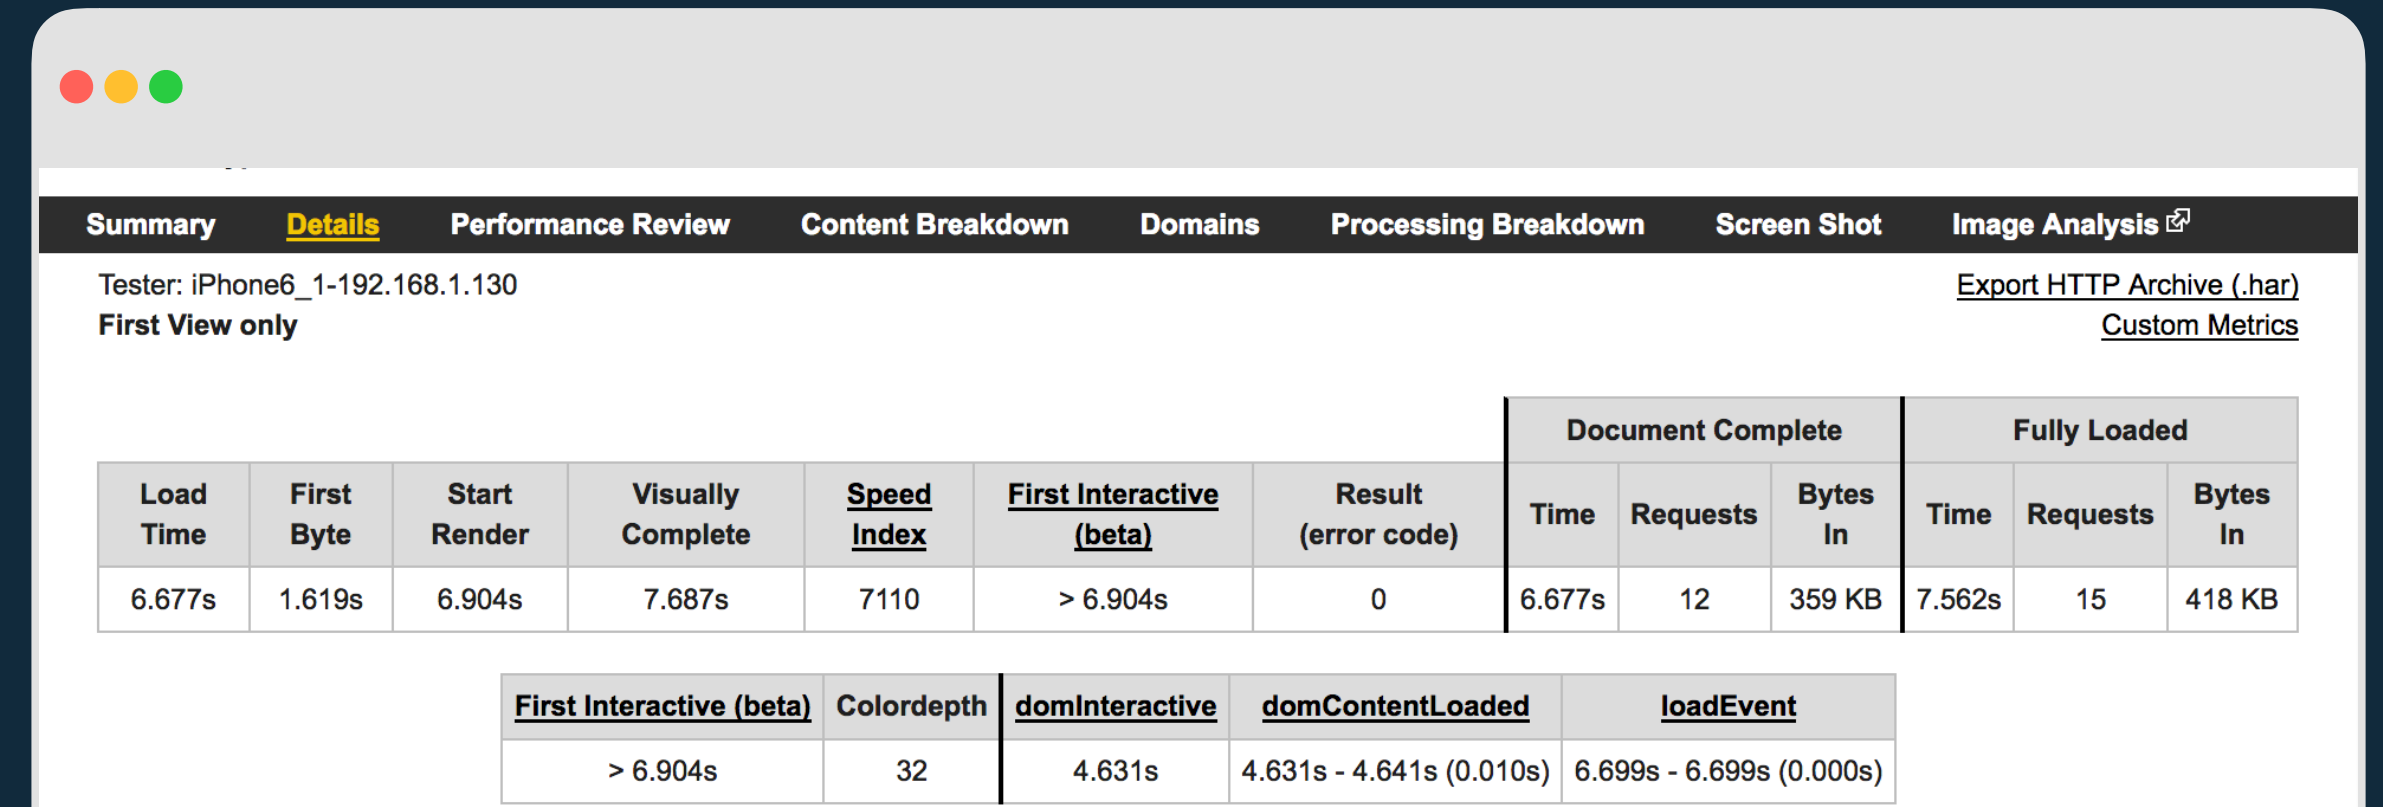 Summary Details Performance Review Content Breakdown Domains Processing Breakdown Screen Shot Image Analysis
Tester: iPhone6_1-192.168.1.130
Export HTTP Archive (.har)
First View only
Custom Metrics
Document Complete Fully Loaded
Load Time First Byte Start Render Visually Complete Speed Index First Interactive (beta) Result (error code) Time Requests Bytes In Time Requests Bytes In
6.677s 1.619s 6.904s 7.687s 7110 > 6.904s 0 6.677s 12 359 KB 7.562s 15 418 KB
First Interactive (beta) Colordepth domInteractive domContentLoaded loadEvent
> 6.904s 32 4.631s 4.631s - 4.641s (0.010s) 6.699s - 6.699s (0.000s)